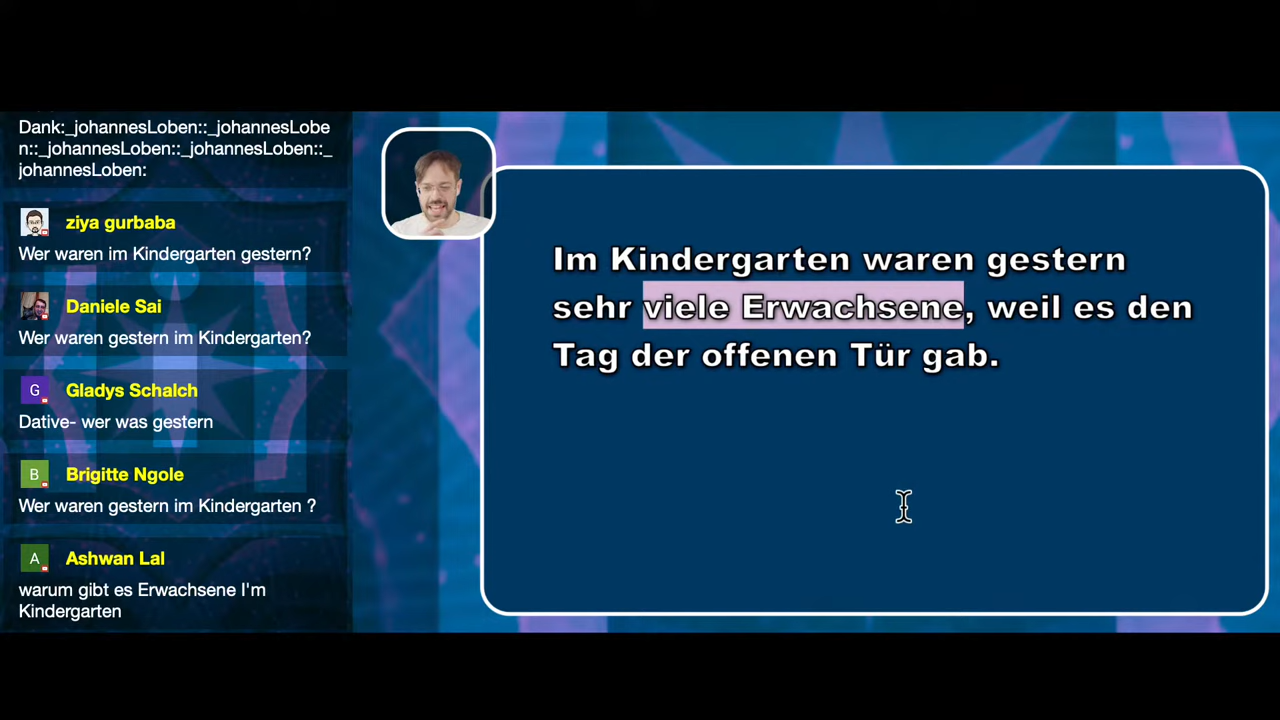 Dank:_johannesLoben::_johannesLobe
n::_johannesLoben::_johannesLoben::_
johannesLoben:
ziya gurbaba
Wer waren im Kindergarten gestern?
Daniele Sai
Wer waren gestern im Kindergarten?
G
Gladys Schalch
Dative- wer was gestern
B
Brigitte Ngole
Wer waren gestern im Kindergarten ?
A
Ashwan Lal
warum gibt es Erwachsene I'm
Kindergarten
Im Kindergarten waren gestern
sehr viele Erwachsene, weil es den
Tag der offenen Tür gab.